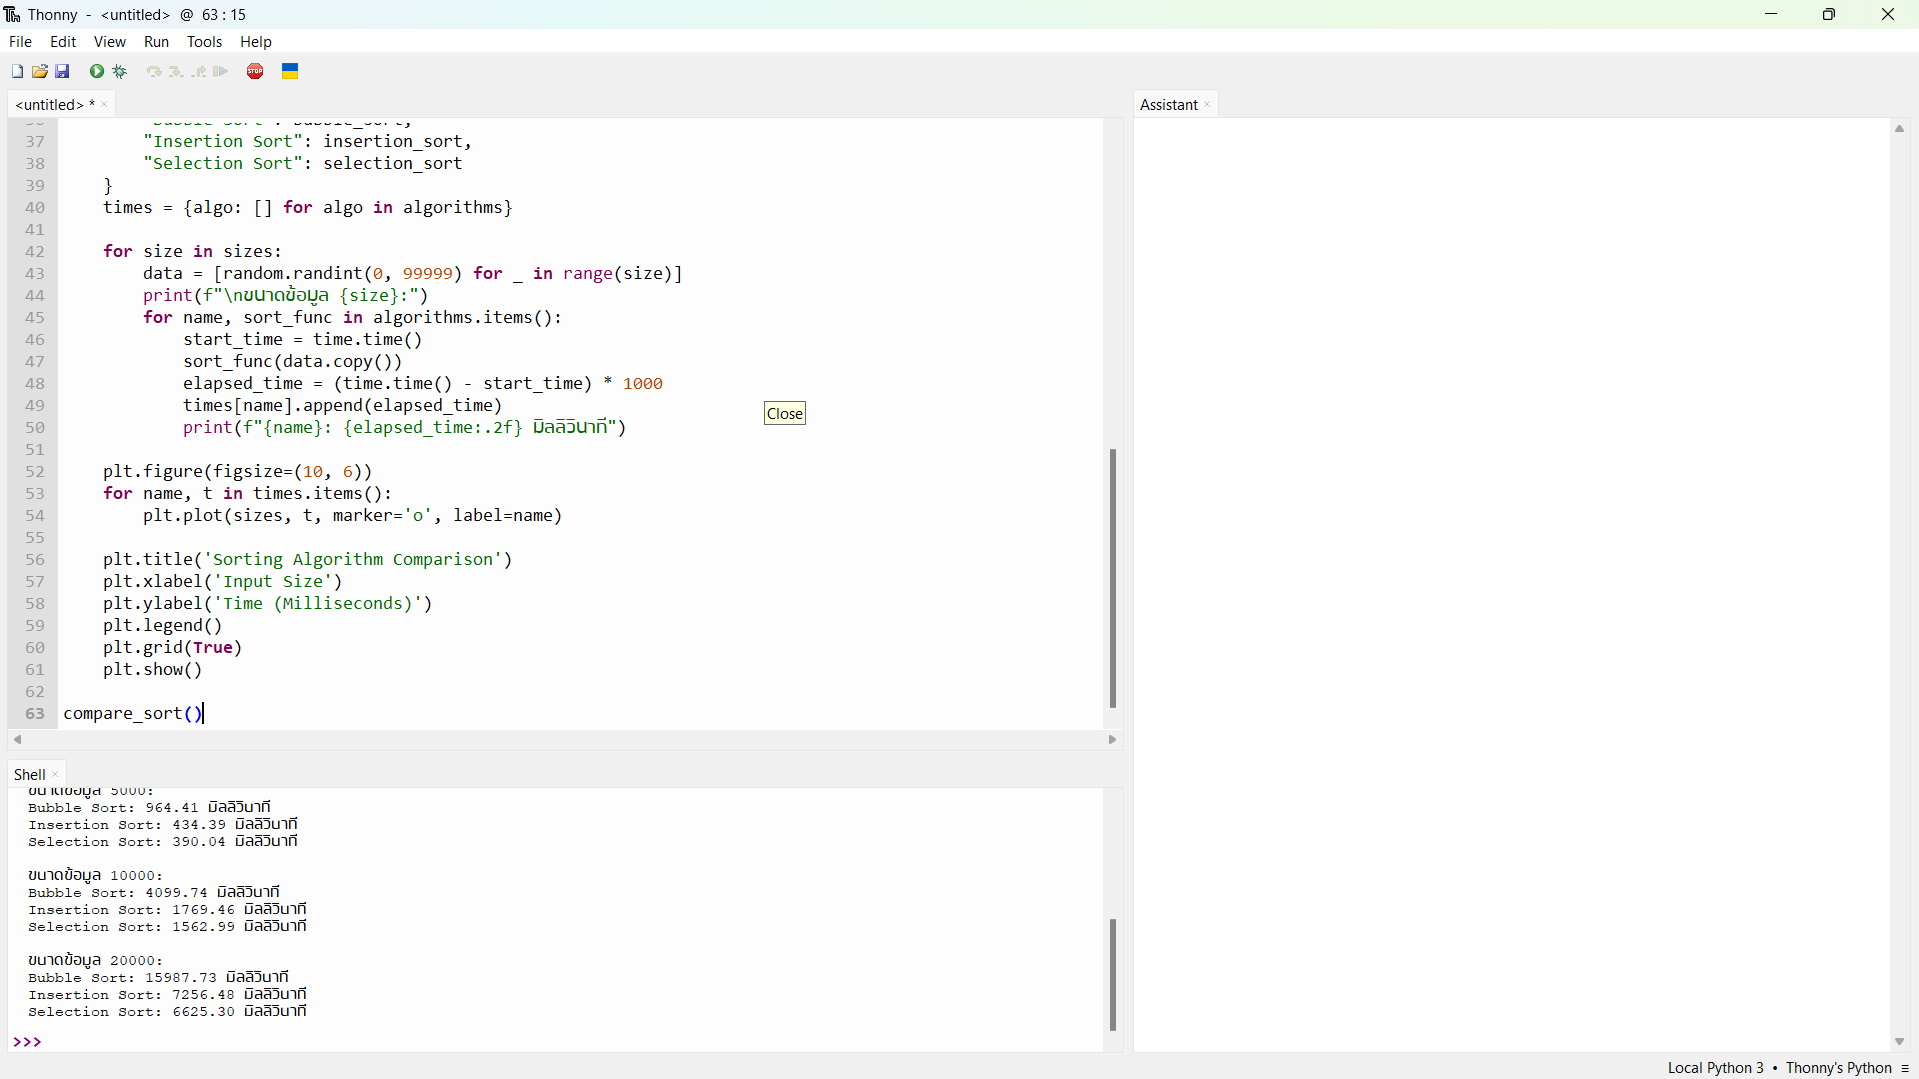 Thonny - <untitled> @ 63 : 15
File Edit View Run Tools Help
<untitled> * ×
Assistant ×
36 "Bubble Sort": bubble_sort,
37 "Insertion Sort": insertion_sort,
38 "Selection Sort": selection_sort
39 }
40 times = {algo: [] for algo in algorithms}
41
42 for size in sizes:
43 data = [random.randint(0, 99999) for _ in range(size)]
44 print(f"\nขนาดข้อมูล {size}:")
45 for name, sort_func in algorithms.items():
46 start_time = time.time()
47 sort_func(data.copy())
48 elapsed_time = (time.time() - start_time) * 1000
49 times[name].append(elapsed_time)
Close
50 print(f"{name}: {elapsed_time:.2f} มิลลิวินาที")
51
52 plt.figure(figsize=(10, 6))
53 for name, t in times.items():
54 plt.plot(sizes, t, marker='o', label=name)
55
56 plt.title('Sorting Algorithm Comparison')
57 plt.xlabel('Input Size')
58 plt.ylabel('Time (Milliseconds)')
59 plt.legend()
60 plt.grid(True)
61 plt.show()
62
63 compare_sort()
Shell ×
ขนาดข้อมูล 5000:
Bubble Sort: 964.41 มิลลิวินาที
Insertion Sort: 434.39 มิลลิวินาที
Selection Sort: 390.04 มิลลิวินาที
ขนาดข้อมูล 10000:
Bubble Sort: 4099.74 มิลลิวินาที
Insertion Sort: 1769.46 มิลลิวินาที
Selection Sort: 1562.99 มิลลิวินาที
ขนาดข้อมูล 20000:
Bubble Sort: 15987.73 มิลลิวินาที
Insertion Sort: 7256.48 มิลลิวินาที
Selection Sort: 6625.30 มิลลิวินาที
>>>
Local Python 3 • Thonny's Python ≡